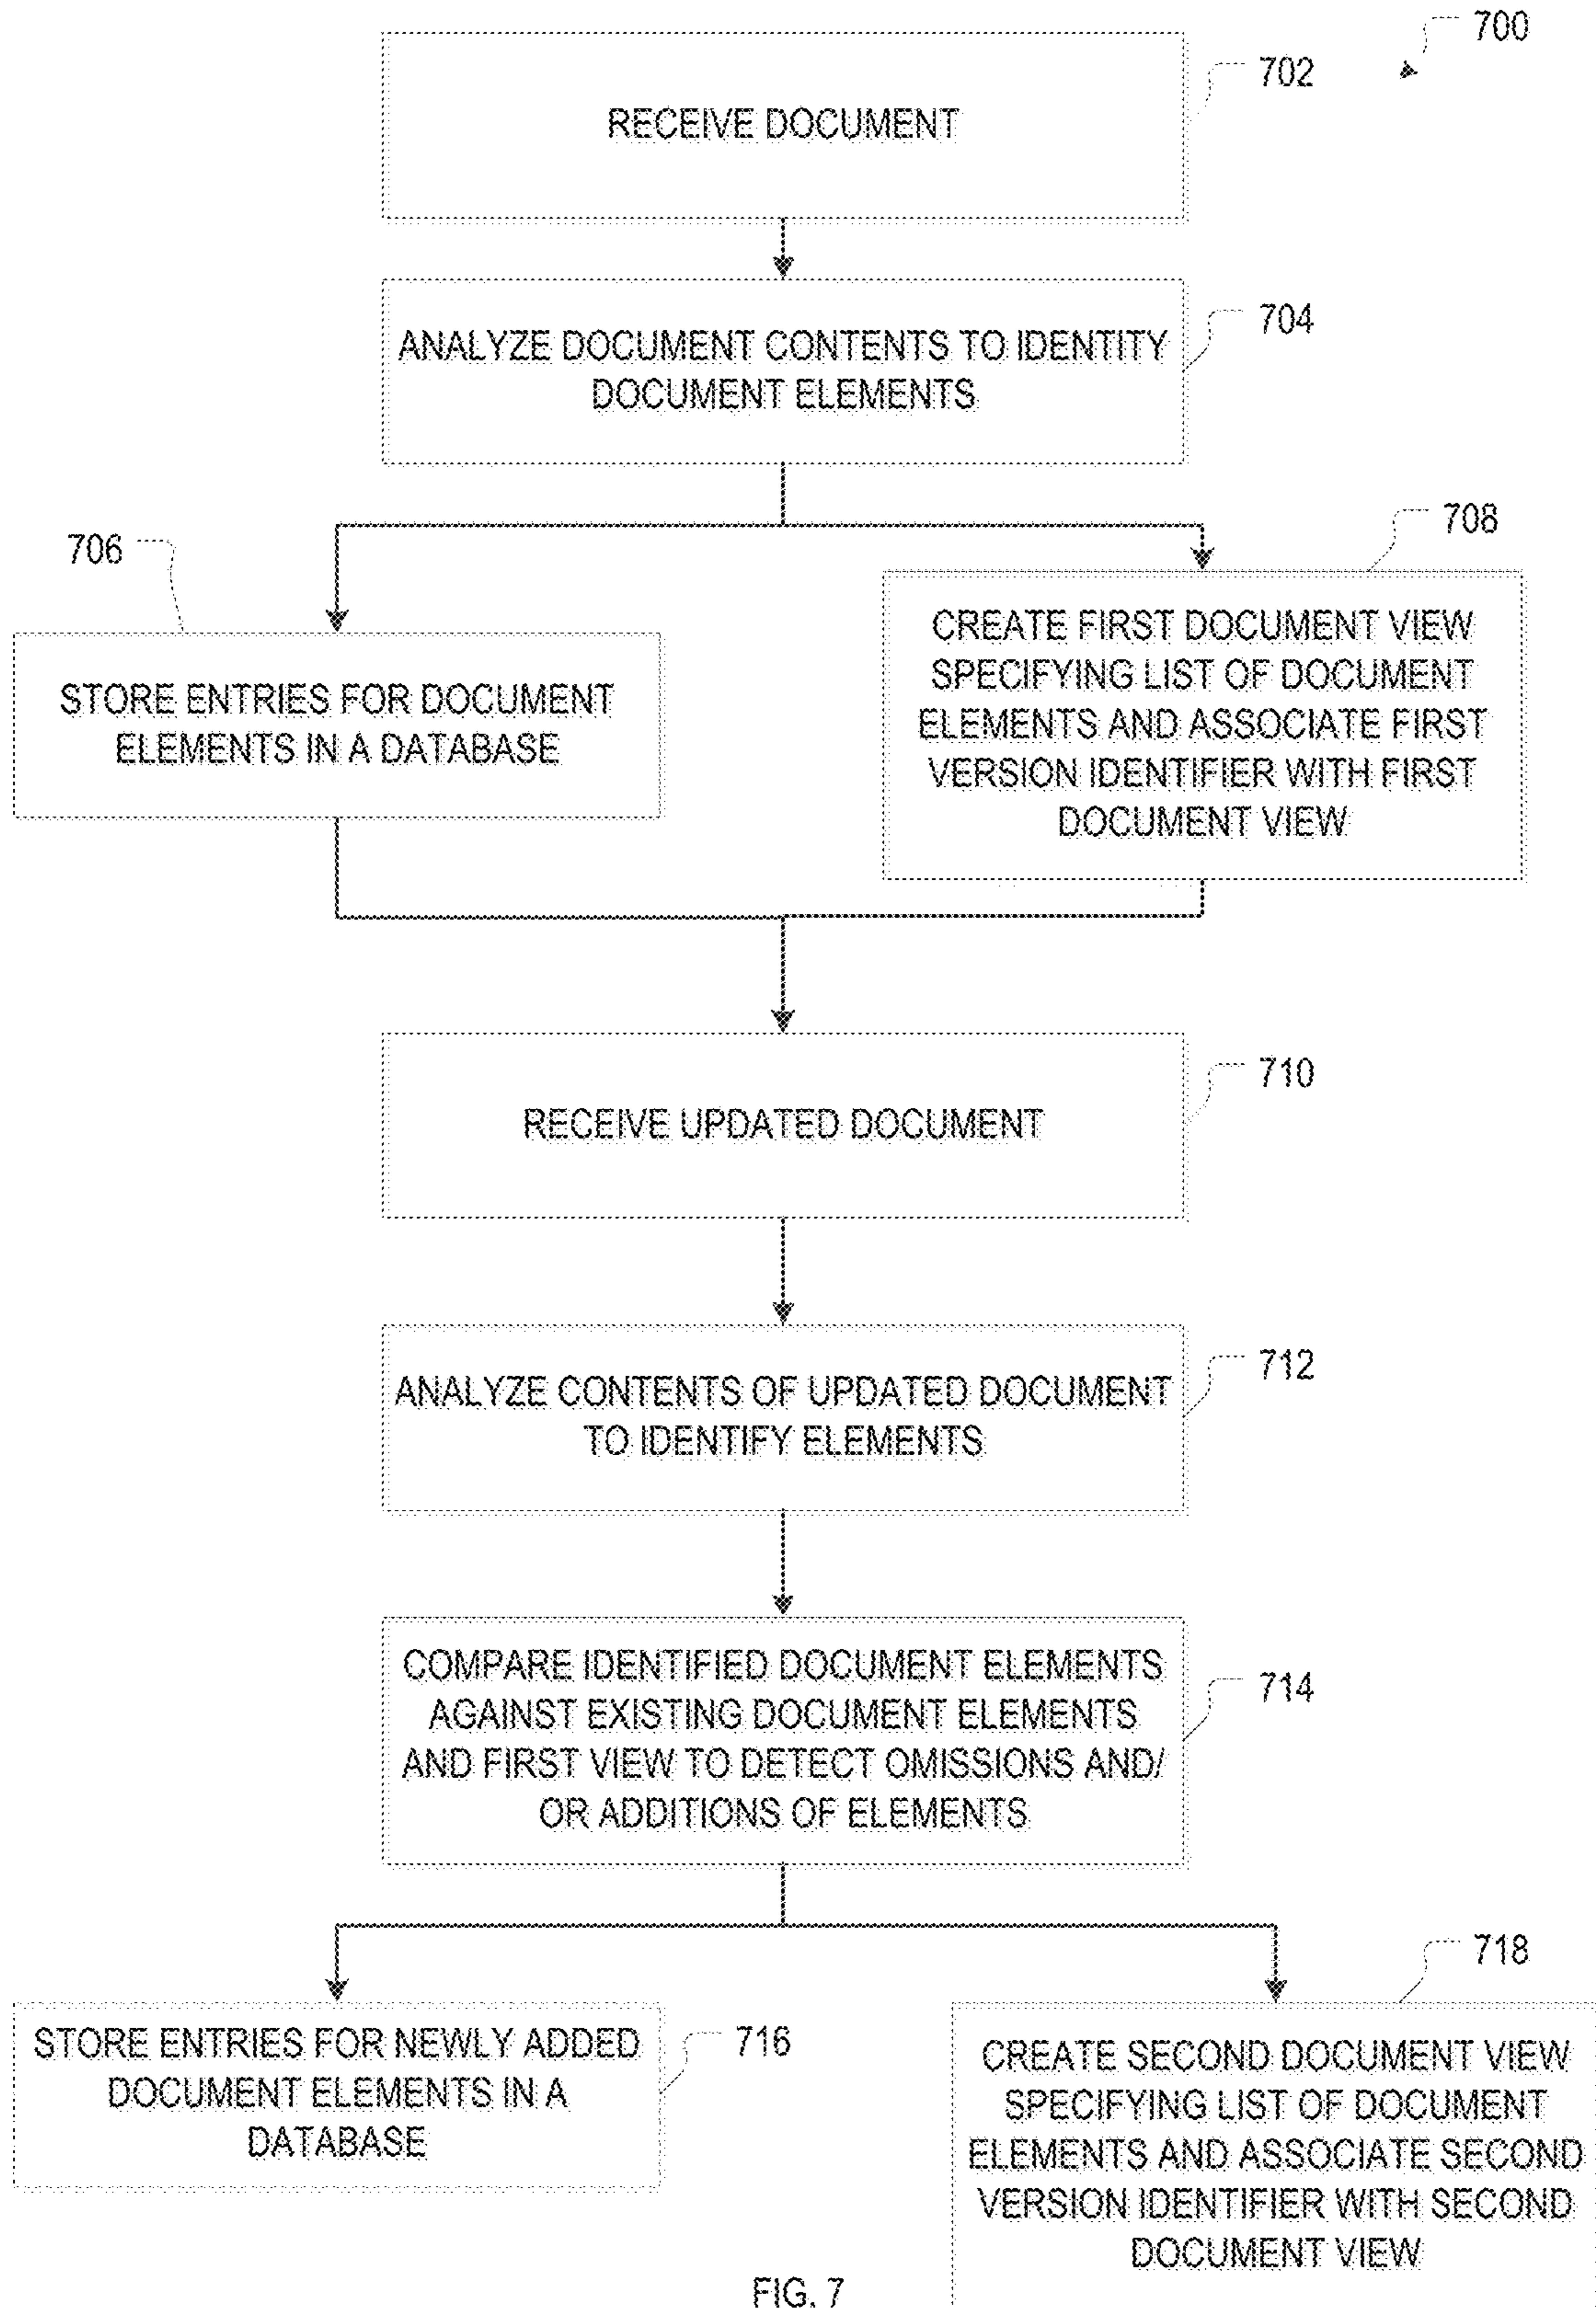 700
702
RECEIVE DOCUMENT
704
ANALYZE DOCUMENT CONTENTS TO IDENTITY
DOCUMENT ELEMENTS
706
STORE ENTRIES FOR DOCUMENT
ELEMENTS IN A DATABASE
708
CREATE FIRST DOCUMENT VIEW
SPECIFYING LIST OF DOCUMENT
ELEMENTS AND ASSOCIATE FIRST
VERSION IDENTIFIER WITH FIRST
DOCUMENT VIEW
710
RECEIVE UPDATED DOCUMENT
712
ANALYZE CONTENTS OF UPDATED DOCUMENT
TO IDENTIFY ELEMENTS
714
COMPARE IDENTIFIED DOCUMENT ELEMENTS
AGAINST EXISTING DOCUMENT ELEMENTS
AND FIRST VIEW TO DETECT OMISSIONS AND/
OR ADDITIONS OF ELEMENTS
716
STORE ENTRIES FOR NEWLY ADDED
DOCUMENT ELEMENTS IN A
DATABASE
718
CREATE SECOND DOCUMENT VIEW
SPECIFYING LIST OF DOCUMENT
ELEMENTS AND ASSOCIATE SECOND
VERSION IDENTIFIER WITH SECOND
DOCUMENT VIEW
FIG. 7